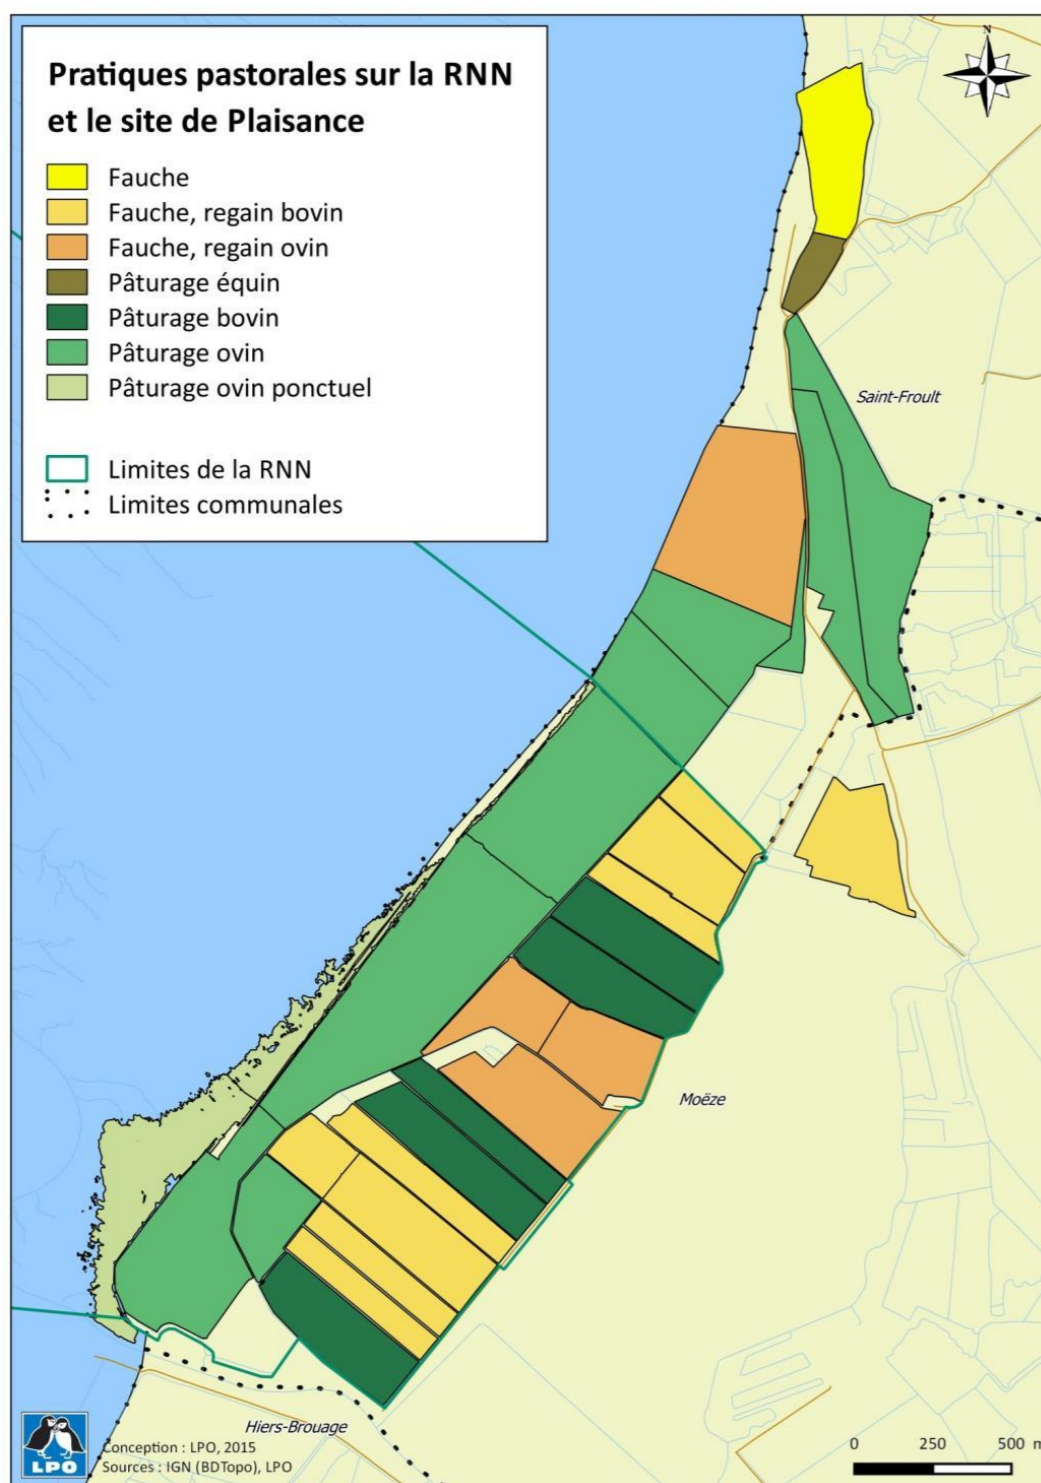 Pratiques pastorales sur la RNN
et le site de Plaisance
Fauche
Fauche, regain bovin
Fauche, regain ovin
Pâturage équin
Pâturage bovin
Pâturage ovin
Pâturage ovin ponctuel
Limites de la RNN
Limites communales
N
Saint-Froult
Moëze
Hiers-Brouage
LPO
Conception : LPO, 2015
Sources : IGN (BDTopo), LPO
0 250 500 m